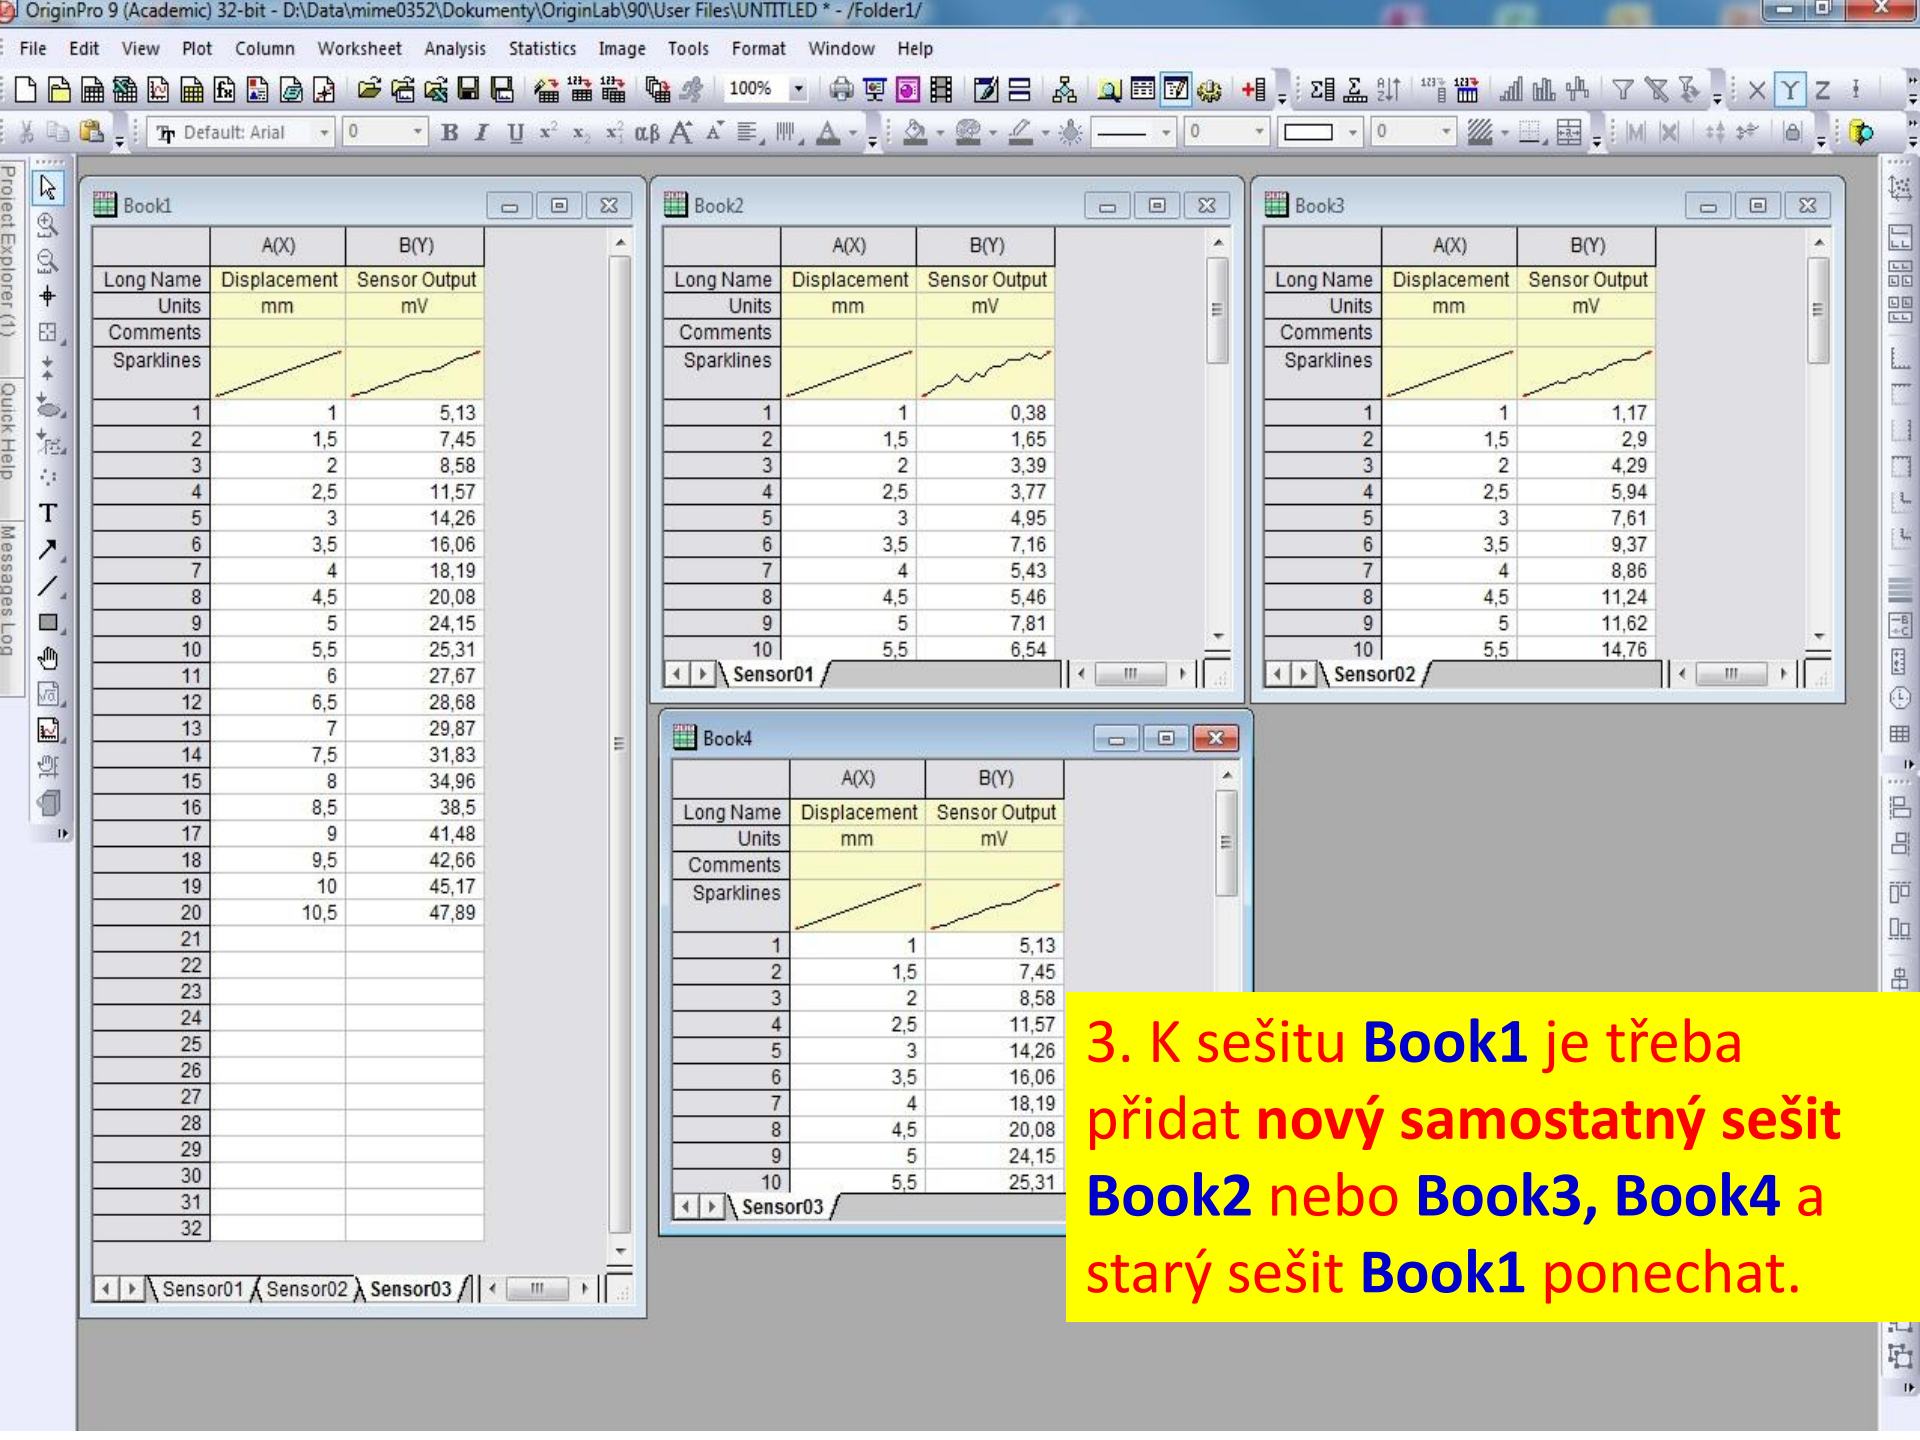 OriginPro 9 (Academic) 32-bit - D:\Data\mime0352\Dokumenty\OriginLab\90\User Files\UNTITLED * - /Folder1/
File Edit View Plot Column Worksheet Analysis Statistics Image Tools Format Window Help
100%
Default: Arial 0 B I U 0 0
Project Explorer (1)
Quick Help
Messages Log
Book1
A(X) B(Y)
Long Name Displacement Sensor Output
Units mm mV
Comments
Sparklines
1 1 5,13
2 1,5 7,45
3 2 8,58
4 2,5 11,57
5 3 14,26
6 3,5 16,06
7 4 18,19
8 4,5 20,08
9 5 24,15
10 5,5 25,31
11 6 27,67
12 6,5 28,68
13 7 29,87
14 7,5 31,83
15 8 34,96
16 8,5 38,5
17 9 41,48
18 9,5 42,66
19 10 45,17
20 10,5 47,89
21
22
23
24
25
26
27
28
29
30
31
32
Sensor01 Sensor02 Sensor03
Book2
A(X) B(Y)
Long Name Displacement Sensor Output
Units mm mV
Comments
Sparklines
1 1 0,38
2 1,5 1,65
3 2 3,39
4 2,5 3,77
5 3 4,95
6 3,5 7,16
7 4 5,43
8 4,5 5,46
9 5 7,81
10 5,5 6,54
Sensor01
Book3
A(X) B(Y)
Long Name Displacement Sensor Output
Units mm mV
Comments
Sparklines
1 1 1,17
2 1,5 2,9
3 2 4,29
4 2,5 5,94
5 3 7,61
6 3,5 9,37
7 4 8,86
8 4,5 11,24
9 5 11,62
10 5,5 14,76
Sensor02
Book4
A(X) B(Y)
Long Name Displacement Sensor Output
Units mm mV
Comments
Sparklines
1 1 5,13
2 1,5 7,45
3 2 8,58
4 2,5 11,57
5 3 14,26
6 3,5 16,06
7 4 18,19
8 4,5 20,08
9 5 24,15
10 5,5 25,31
Sensor03
3. K sešitu Book1 je třeba
přidat nový samostatný sešit
Book2 nebo Book3, Book4 a
starý sešit Book1 ponechat.